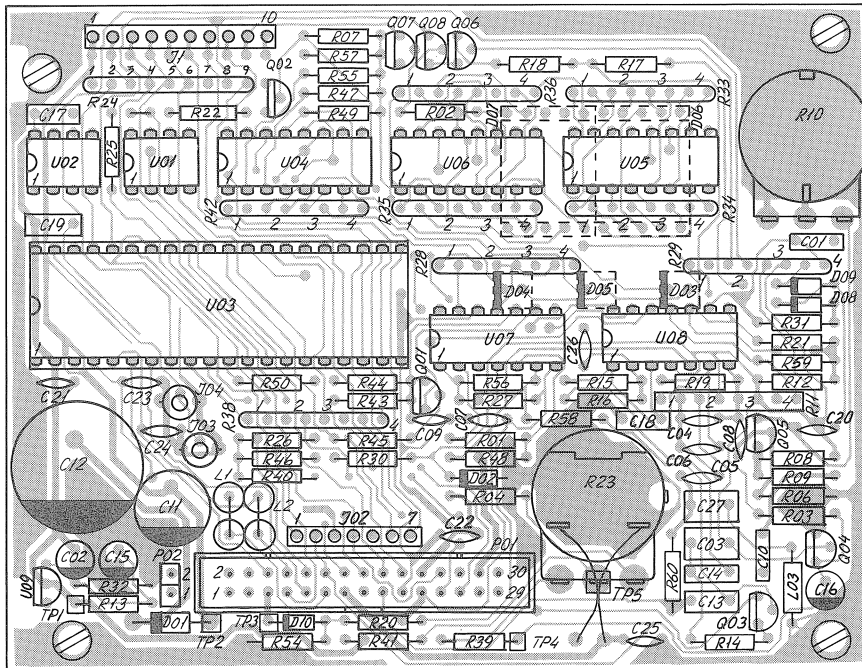 10
J1
1 2 3 4 5 6 7 8 9
R24
Q02
R07
R57
R55
R47
R49
Q07 Q08 Q06
R18
R17
1 2 3 4
R36
1 2 3 4
R33
R10
C17
R22
R02
D07
D06
U02
1
R25
U01
1
U04
1
U06
1
U05
1
R42
1 2 3 4
R35
1 2 3 4
1 2 3 4
R34
C19
C01
U03
1
R28
1 2 3 4
R29
1 2 3 4
D04
D05
D03
D09
D08
U07
1
C26
U08
1
R31
R21
R59
R12
C21
C23
J04
J03
C24
R50
R44
R43
Q01
R56
R27
R15
R16
R19
1 2 3 4
R11
R38
1 2 3 4
C09
C07
R58
C18
C04
C08
Q05
C20
C12
C11
R26
R46
R40
R45
R30
R01
R48
D02
R04
R23
C06
C05
R08
R09
R06
R03
L1
L2
1 J02 7
C22
P01
C27
C03
C14
C13
C10
L03
Q04
C16
C02
C15
P02
2
1
2 30
1 29
U09
R32
R13
TP1
D01
TP2
TP3
D10
R54
R20
R41
R39
TP4
TP5
R60
C25
Q03
R14